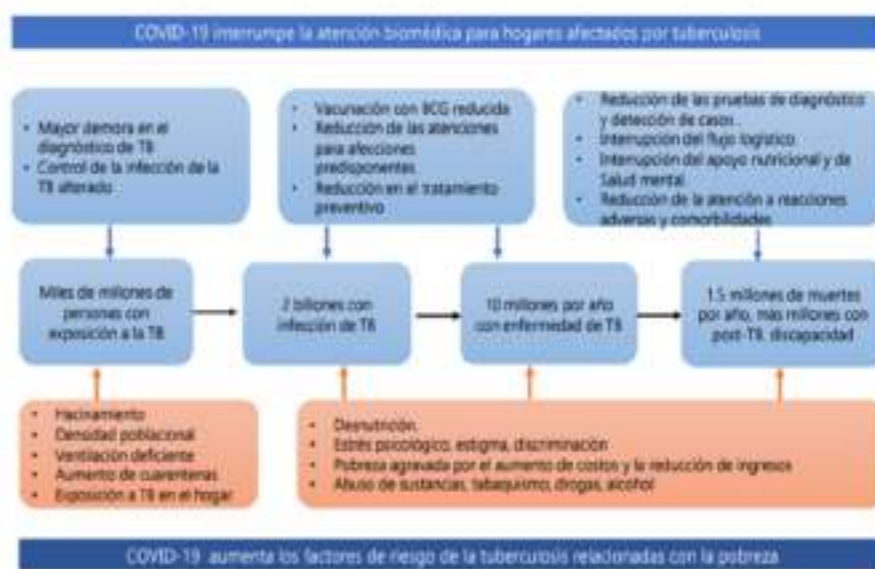 COVID-19 interrumpe la atención biomédica para hogares afectados por tuberculosis
• Mayor demora en el
diagnóstico de TB
• Control de la infección de la
TB alterado
• Vacunación con BCG reducida
• Reducción de las atenciones
para afecciones
predisponentes
• Reducción en el tratamiento
preventivo
• Reducción de las pruebas de diagnóstico
y detección de casos.
• Interrupción del flujo logístico.
• Interrupción del apoyo nutricional y de
Salud mental
• Reducción de la atención a reacciones
adversas y comorbilidades
Miles de millones de
personas con
exposición a la TB
2 billiones con
infección de TB
10 millones por año
con enfermedad de TB
1.5 millones de muertes
por año, mas millones con
post-TB, discapacidad
• Hacinamiento
• Densidad poblacional
• Ventilación deficiente
• Aumento de cuarentenas
• Exposición a TB en el hogar
• Desnutrición.
• Estrés psicológico, estigma, discriminación
• Pobreza agravada por el aumento de costos y la reducción de ingresos
• Abuso de sustancias, tabaquismo, drogas, alcohol
COVID-19 aumenta los factores de riesgo de la tuberculosis relacionadas con la pobreza